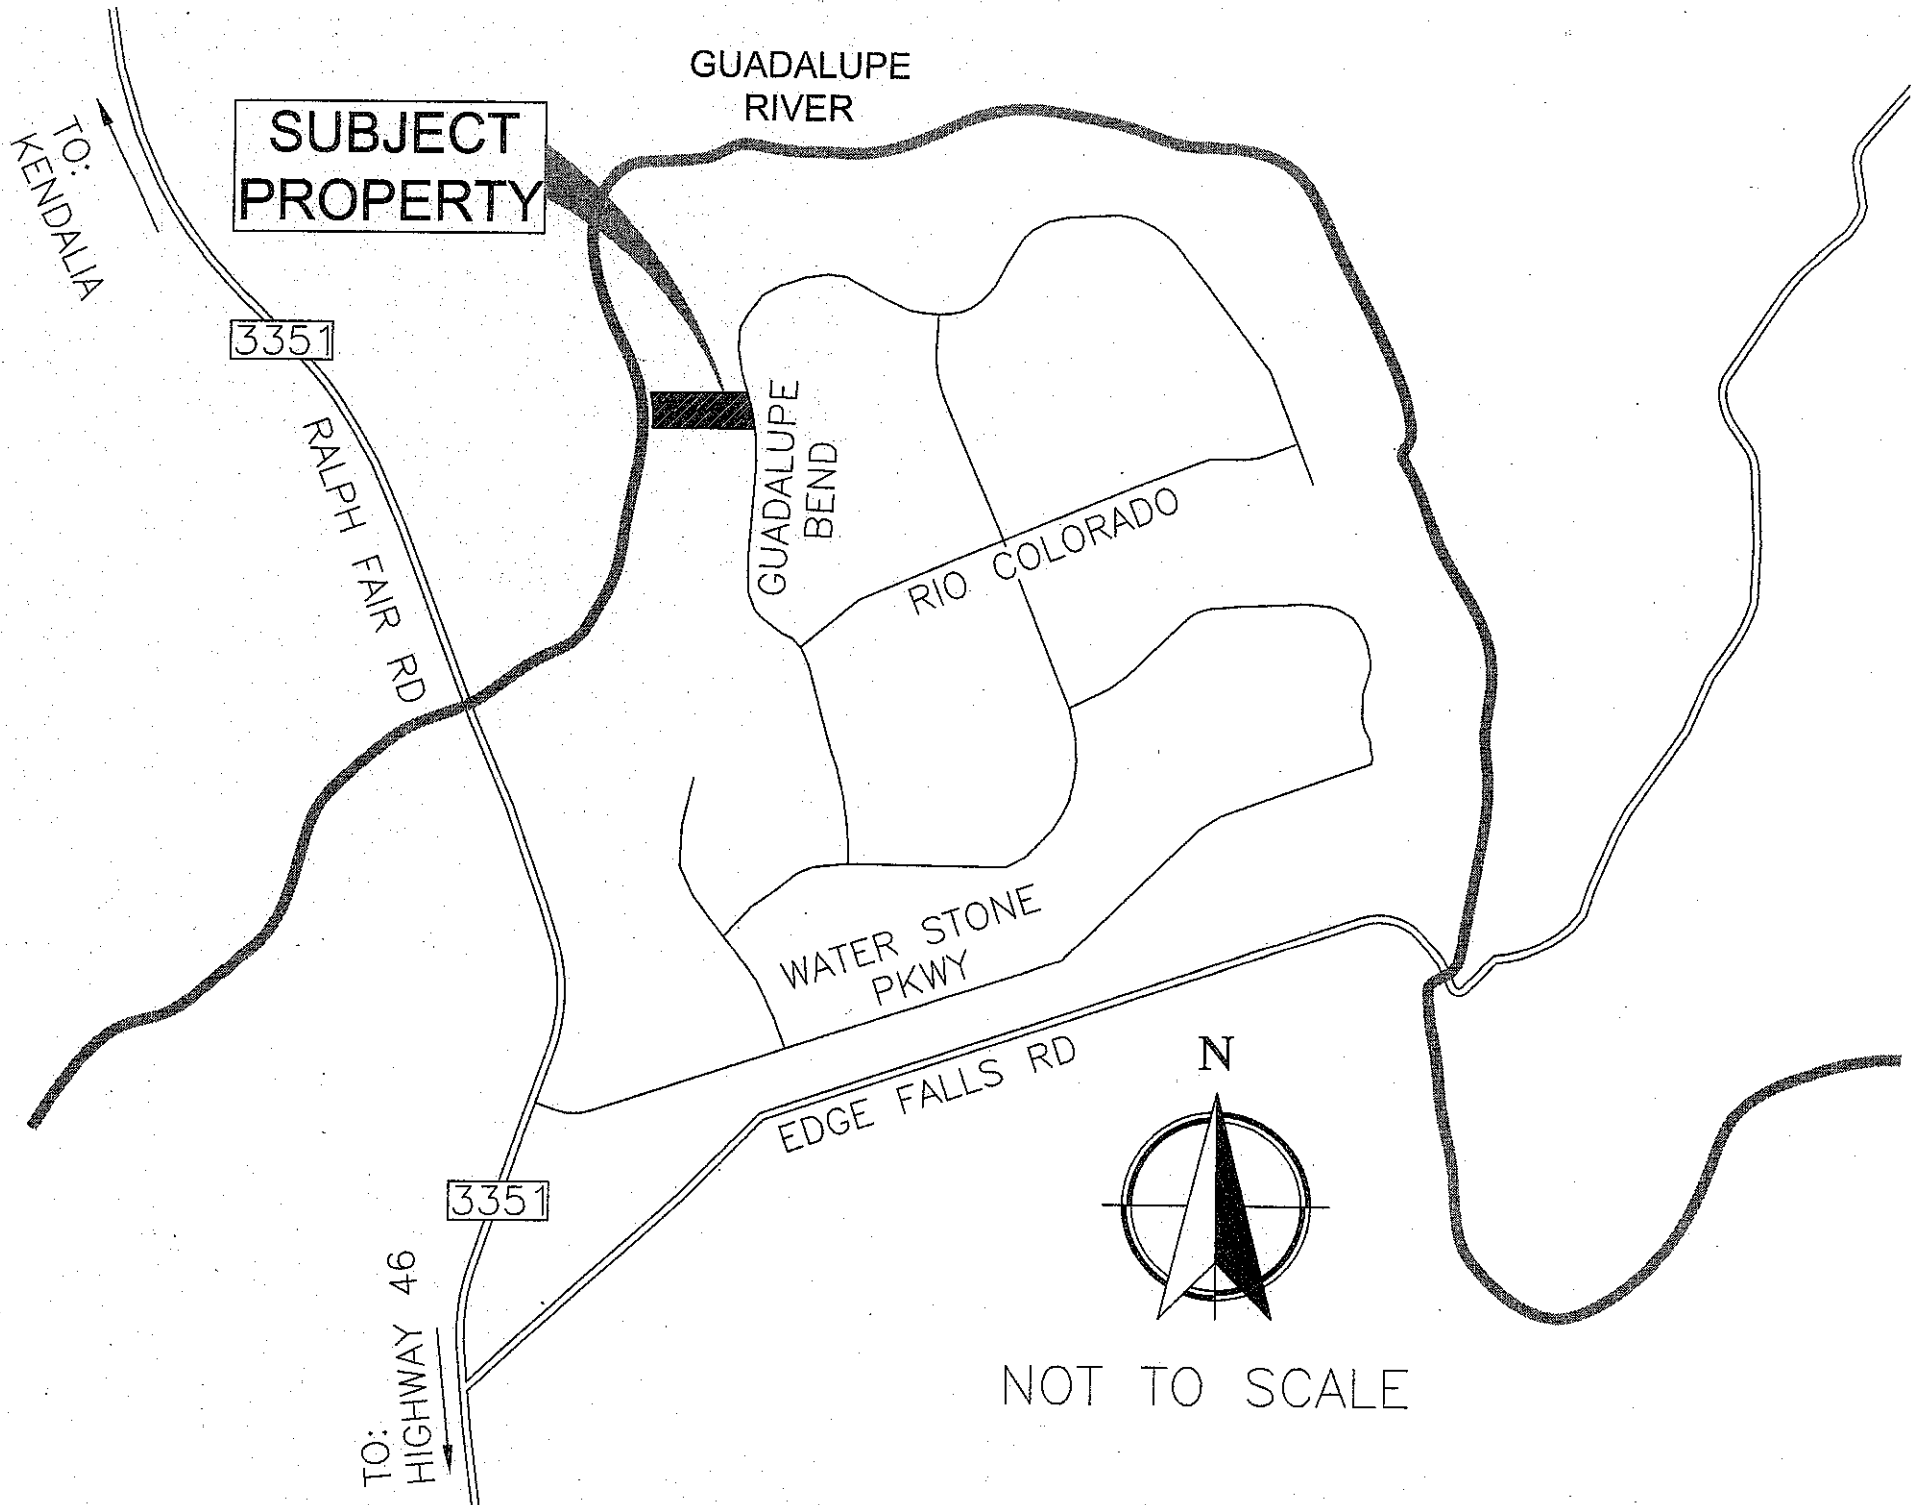 GUADALUPE
RIVER
SUBJECT
PROPERTY
TO:
KENDALIA
3351
RALPH FAIR RD
GUADALUPE
BEND
RIO COLORADO
WATER STONE
PKWY
EDGE FALLS RD
N
3351
TO:
HIGHWAY 46
NOT TO SCALE